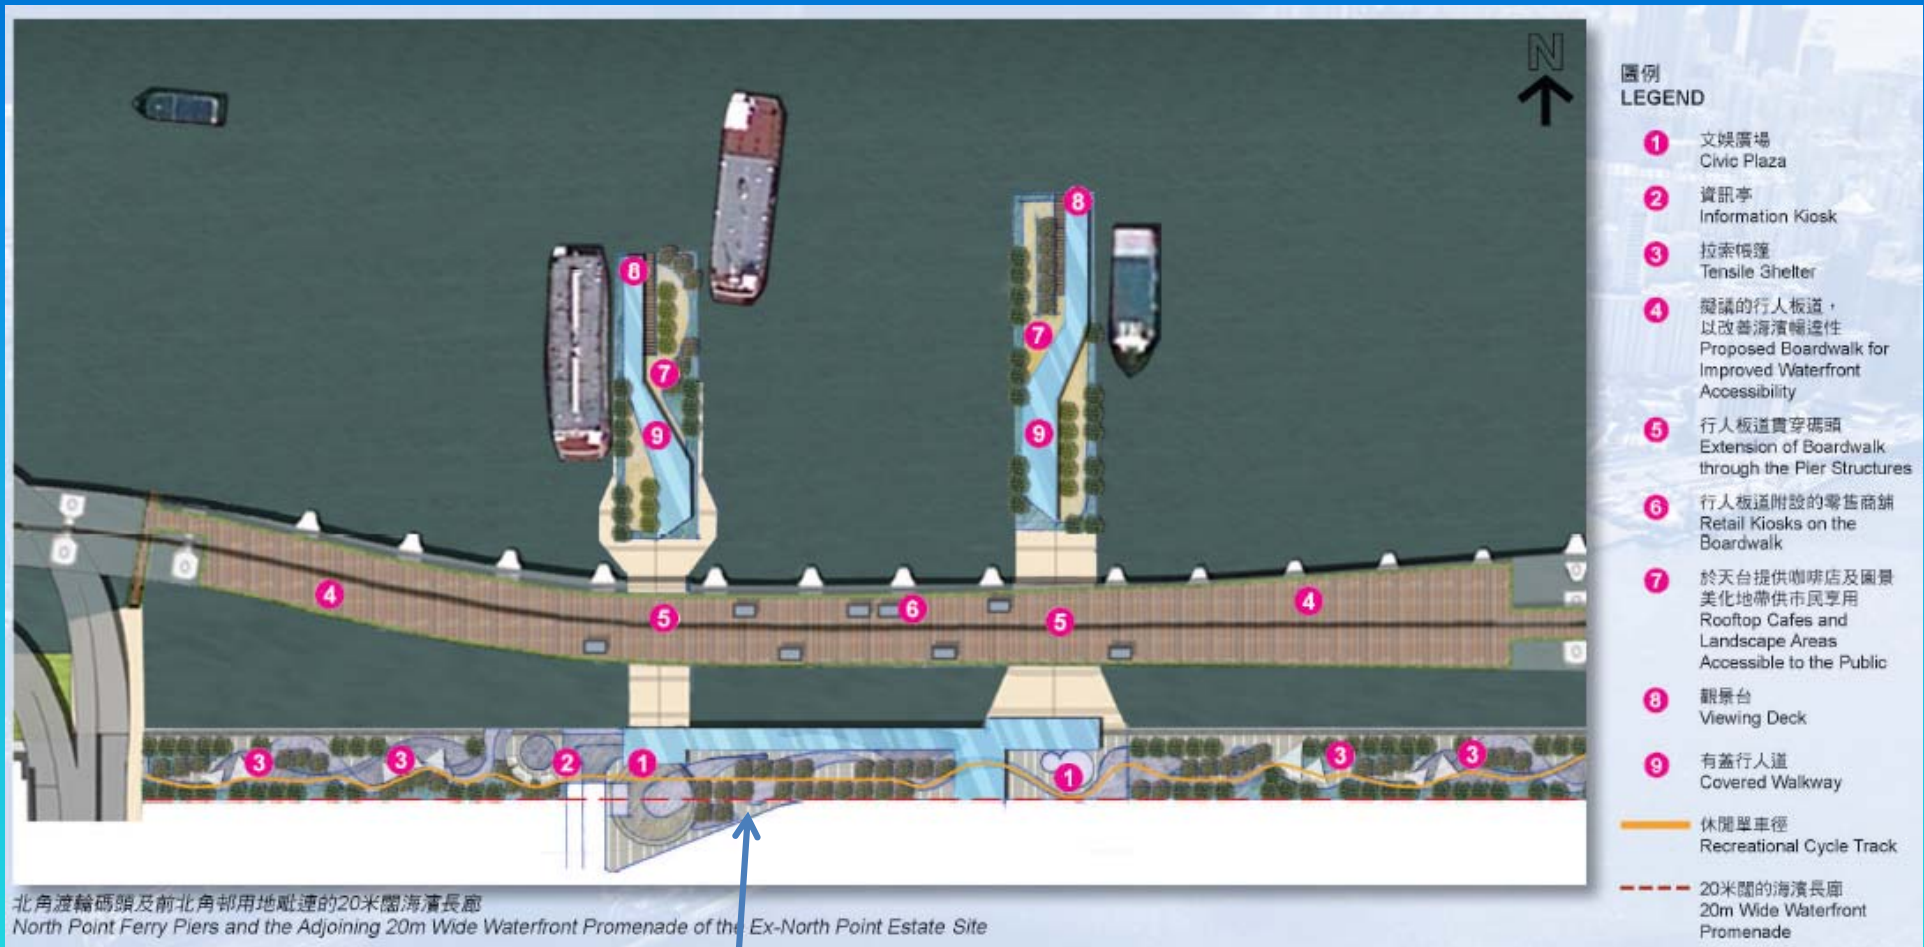 N
圖例
LEGEND
1 文娛廣場
Civic Plaza
2 資訊亭
Information Kiosk
3 拉索帳篷
Tensile Shelter
4 擬議的行人板道，
以改善海濱暢達性
Proposed Boardwalk for
Improved Waterfront
Accessibility
5 行人板道貫穿碼頭
Extension of Boardwalk
through the Pier Structures
6 行人板道附設的零售商舖
Retail Kiosks on the
Boardwalk
7 於天台提供咖啡店及園景
美化地帶供市民享用
Rooftop Cafes and
Landscape Areas
Accessible to the Public
8 觀景台
Viewing Deck
9 有蓋行人道
Covered Walkway
休閒單車徑
Recreational Cycle Track
20米闊的海濱長廊
20m Wide Waterfront
Promenade
8
8
7
7
9
9
4
5
6
5
4
3
3
2
1
1
3
3
北角渡輪碼頭及前北角邨用地毗連的20米闊海濱長廊
North Point Ferry Piers and the Adjoining 20m Wide Waterfront Promenade of the Ex-North Point Estate Site